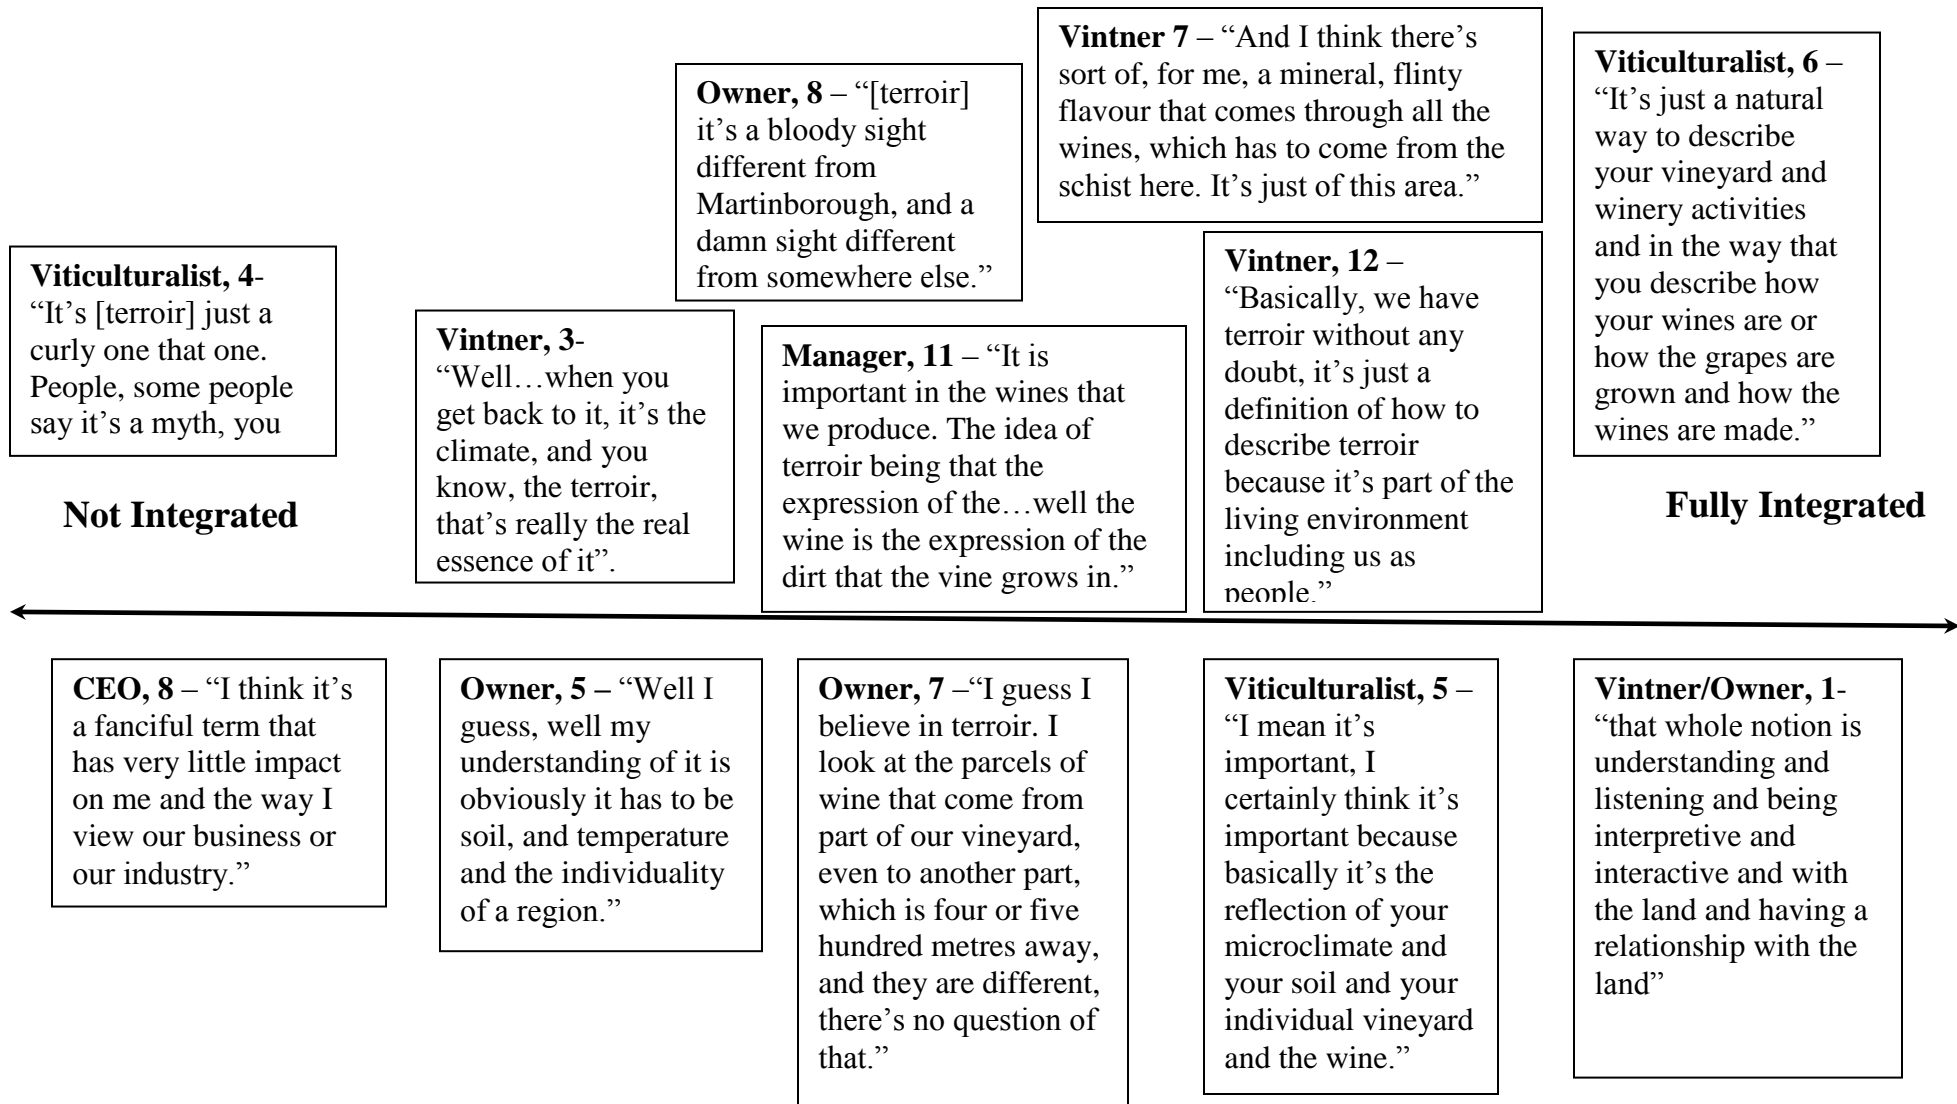 Viticulturalist, 4-
“It’s [terroir] just a
curly one that one.
People, some people
say it’s a myth, you
Vintner, 3-
“Well…when you
get back to it, it’s the
climate, and you
know, the terroir,
that’s really the real
essence of it”.
Owner, 8 – “[terroir]
it’s a bloody sight
different from
Martinborough, and a
damn sight different
from somewhere else.”
Manager, 11 – “It is
important in the wines that
we produce. The idea of
terroir being that the
expression of the…well the
wine is the expression of the
dirt that the vine grows in.”
Vintner 7 – “And I think there’s
sort of, for me, a mineral, flinty
flavour that comes through all the
wines, which has to come from the
schist here. It’s just of this area.”
Vintner, 12 –
“Basically, we have
terroir without any
doubt, it’s just a
definition of how to
describe terroir
because it’s part of the
living environment
including us as
people.”
Viticulturalist, 6 –
“It’s just a natural
way to describe
your vineyard and
winery activities
and in the way that
you describe how
your wines are or
how the grapes are
grown and how the
wines are made.”
Not Integrated
Fully Integrated
CEO, 8 – “I think it’s
a fanciful term that
has very little impact
on me and the way I
view our business or
our industry.”
Owner, 5 – “Well I
guess, well my
understanding of it is
obviously it has to be
soil, and temperature
and the individuality
of a region.”
Owner, 7 –“I guess I
believe in terroir. I
look at the parcels of
wine that come from
part of our vineyard,
even to another part,
which is four or five
hundred metres away,
and they are different,
there’s no question of
that.”
Viticulturalist, 5 –
“I mean it’s
important, I
certainly think it’s
important because
basically it’s the
reflection of your
microclimate and
your soil and your
individual vineyard
and the wine.”
Vintner/Owner, 1-
“that whole notion is
understanding and
listening and being
interpretive and
interactive and with
the land and having a
relationship with the
land”